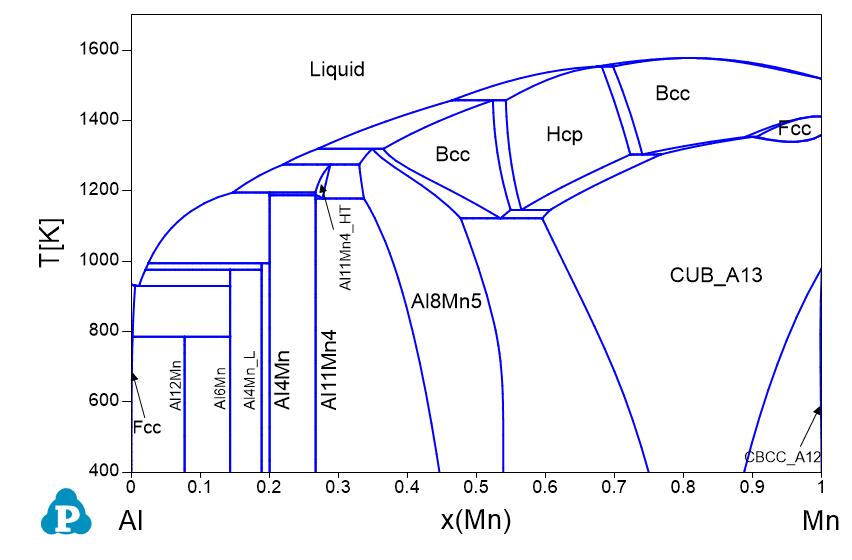 1600
1400
1200
1000
800
600
400
T[K]
Liquid
Bcc
Fcc
Hcp
Bcc
Al11Mn4_HT
CUB_A13
Al8Mn5
Al12Mn
Al6Mn
Al4Mn_L
Al4Mn
Al11Mn4
Fcc
CBCC_A12
0 0.1 0.2 0.3 0.4 0.5 0.6 0.7 0.8 0.9 1
Al x(Mn) Mn
P